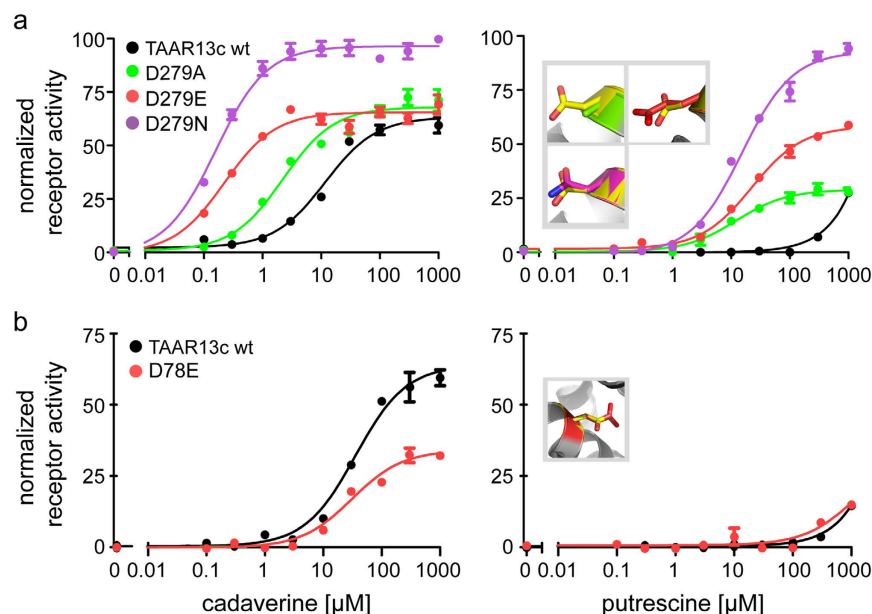 a
TAAR13c wt
D279A
D279E
D279N
normalized
receptor activity
100
75
50
25
0
0 0.01 0.1 1 10 100 1000
100
75
50
25
0
0 0.01 0.1 1 10 100 1000
b
TAAR13c wt
D78E
normalized
receptor activity
75
50
25
0
0 0.01 0.1 1 10 100 1000
cadaverine [µM]
75
50
25
0
0 0.01 0.1 1 10 100 1000
putrescine [µM]